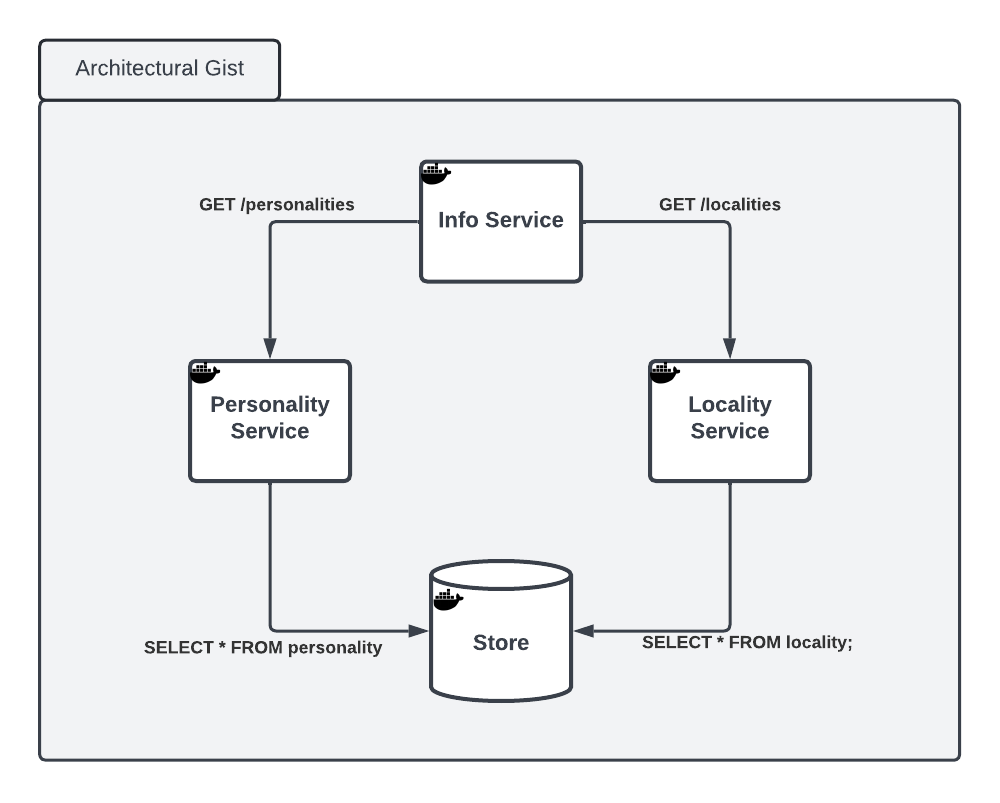 Architectural Gist
GET /personalities
GET /localities
Info Service
Personality
Service
Locality
Service
Store
SELECT * FROM personality
SELECT * FROM locality;